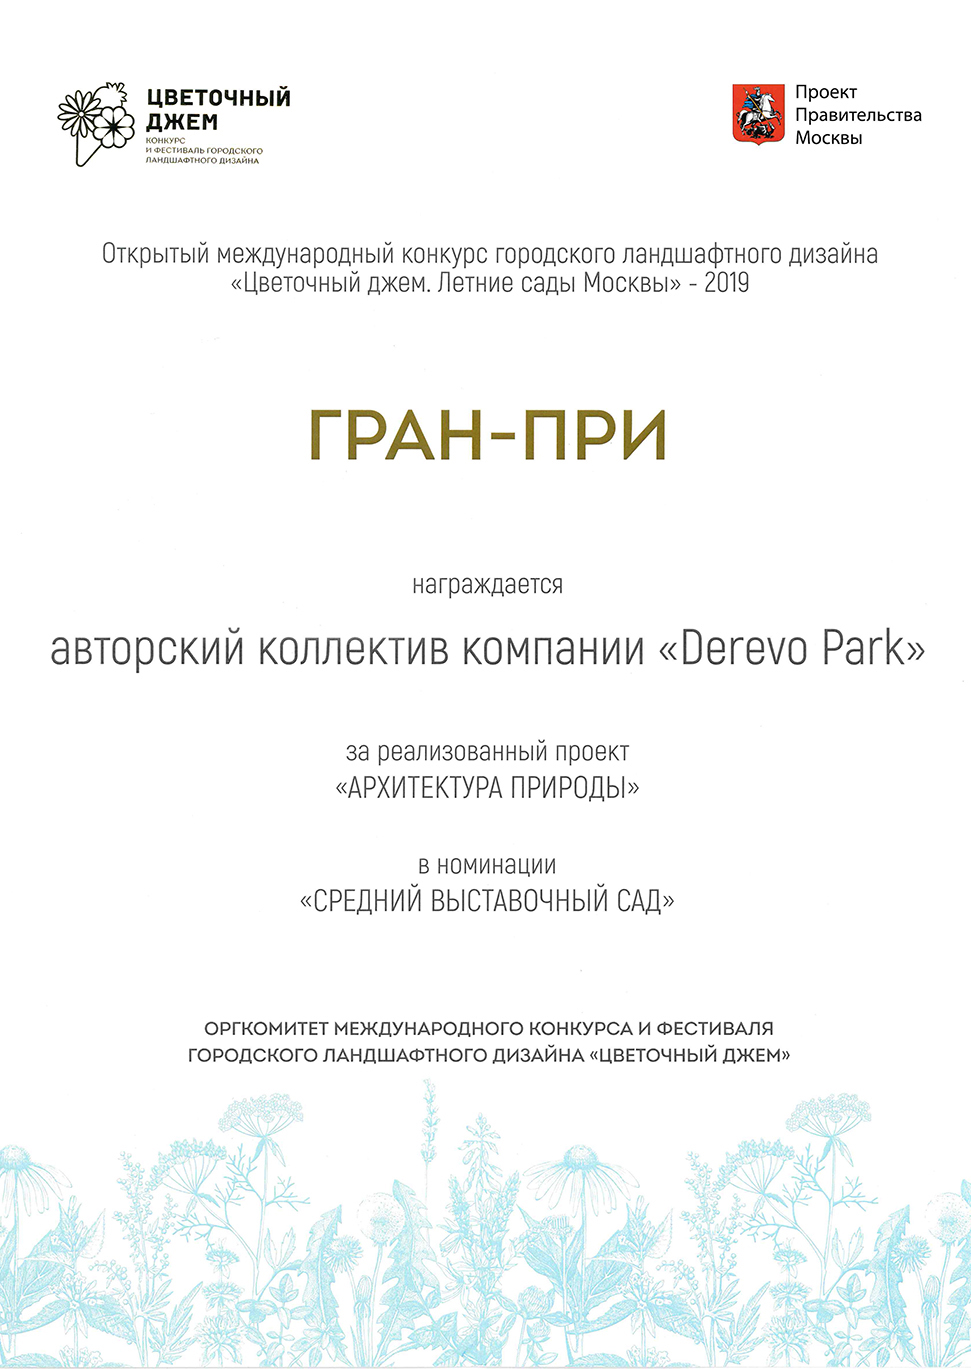 ЦВЕТОЧНЫЙ
ДЖЕМ
КОНКУРС
И ФЕСТИВАЛЬ ГОРОДСКОГО
ЛАНДШАФТНОГО ДИЗАЙНА
Проект
Правительства
Москвы
Открытый международный конкурс городского ландшафтного дизайна
«Цветочный джем. Летние сады Москвы» - 2019
ГРАН-ПРИ
награждается
авторский коллектив компании «Derevo Park»
за реализованный проект
«АРХИТЕКТУРА ПРИРОДЫ»
в номинации
«СРЕДНИЙ ВЫСТАВОЧНЫЙ САД»
ОРГКОМИТЕТ МЕЖДУНАРОДНОГО КОНКУРСА И ФЕСТИВАЛЯ
ГОРОДСКОГО ЛАНДШАФТНОГО ДИЗАЙНА «ЦВЕТОЧНЫЙ ДЖЕМ»